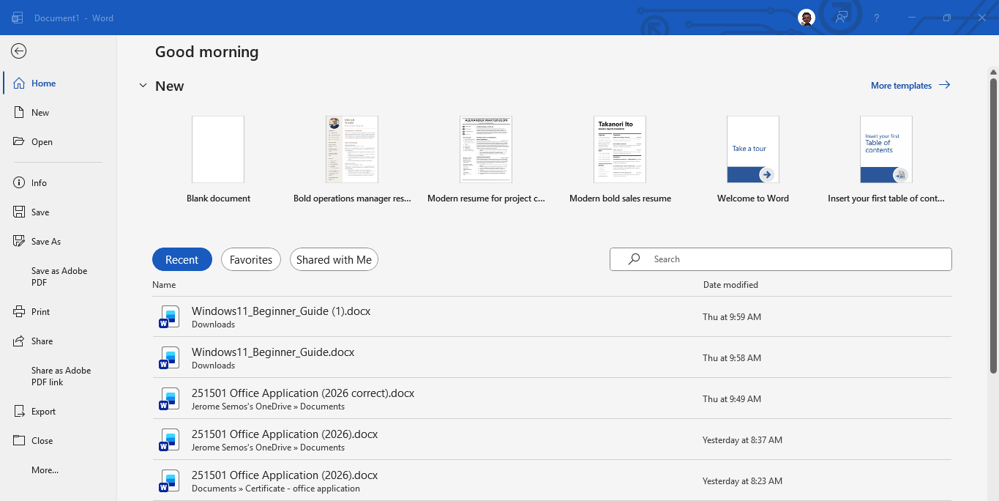 Document1 - Word
?
Good morning
Home
New
Open
Info
Save
Save As
Save as Adobe
PDF
Print
Share
Share as Adobe
PDF link
Export
Close
More...
New
More templates
OSCAR
WARD
ALEXANDER MARTENSSON
Takanori Ito
Take a tour
Insert your first
Table of
contents
Blank document
Bold operations manager res...
Modern resume for project c...
Modern bold sales resume
Welcome to Word
Insert your first table of cont...
Recent
Favorites
Shared with Me
Search
Name
Date modified
W
Windows11_Beginner_Guide (1).docx
Downloads
Thu at 9:59 AM
W
Windows11_Beginner_Guide.docx
Downloads
Thu at 9:58 AM
W
251501 Office Application (2026 correct).docx
Jerome Semos's OneDrive » Documents
Thu at 9:49 AM
W
251501 Office Application (2026).docx
Jerome Semos's OneDrive » Documents
Yesterday at 8:37 AM
W
251501 Office Application (2026).docx
Documents » Certificate - office application
Yesterday at 8:23 AM